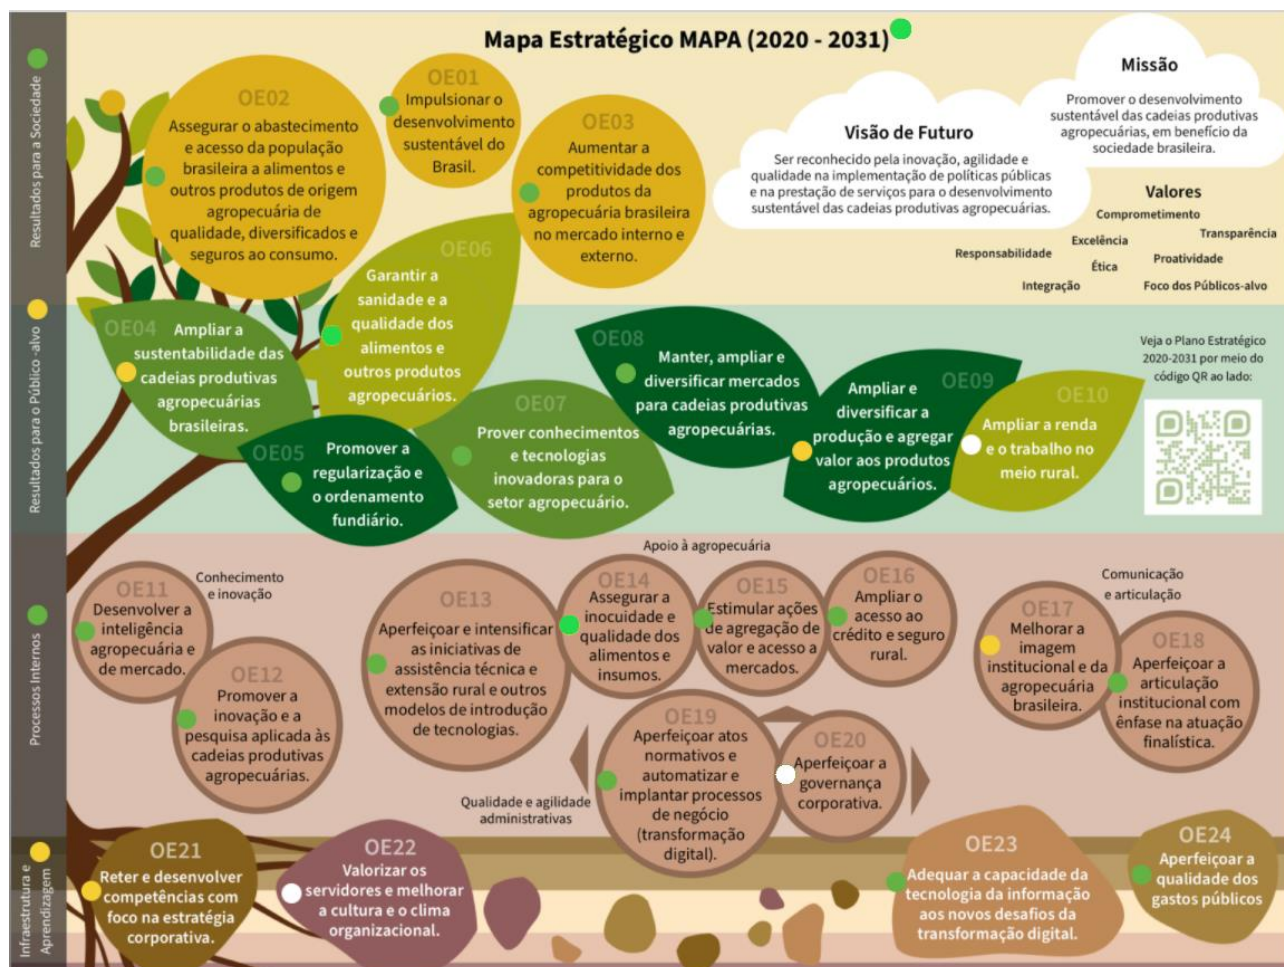 Mapa Estratégico MAPA (2020 - 2031)
Resultados para a Sociedade
OE02
Assegurar o abastecimento
e acesso da população
brasileira a alimentos e
outros produtos de origem
agropecuária de
qualidade, diversificados e
seguros ao consumo.
OE01
Impulsionar o
desenvolvimento
sustentável do
Brasil.
OE03
Aumentar a
competitividade dos
produtos da
agropecuária brasileira
no mercado interno e
externo.
Visão de Futuro
Ser reconhecido pela inovação, agilidade e
qualidade na implementação de políticas públicas
e na prestação de serviços para o desenvolvimento
sustentável das cadeias produtivas agropecuárias.
Missão
Promover o desenvolvimento
sustentável das cadeias produtivas
agropecuárias, em benefício da
sociedade brasileira.
Valores
Comprometimento
Transparência
Excelência
Responsabilidade
Proatividade
Ética
Integração
Foco dos Públicos-alvo
Resultados para o Público -alvo
OE04
Ampliar a
sustentabilidade das
cadeias produtivas
agropecuárias
brasileiras.
OE05
Promover a
regularização e
o ordenamento
fundiário.
OE06
Garantir a
sanidade e a
qualidade dos
alimentos e
outros produtos
agropecuários.
OE07
Prover conhecimentos
e tecnologias
inovadoras para o
setor agropecuário.
OE08
Manter, ampliar e
diversificar mercados
para cadeias produtivas
agropecuárias.
OE09
Ampliar e
diversificar a
produção e agregar
valor aos produtos
agropecuários.
OE10
Ampliar a renda
e o trabalho no
meio rural.
Veja o Plano Estratégico
2020-2031 por meio do
código QR ao lado:
Processos Internos
Conhecimento
e inovação
OE11
Desenvolver a
inteligência
agropecuária e
de mercado.
OE12
Promover a
inovação e a
pesquisa aplicada às
cadeias produtivas
agropecuárias.
Apoio à agropecuária
OE13
Aperfeiçoar e intensificar
as iniciativas de
assistência técnica e
extensão rural e outros
modelos de introdução
de tecnologias.
OE14
Assegurar a
inocuidade e
qualidade dos
alimentos e
insumos.
OE15
Estimular ações
de agregação de
valor e acesso a
mercados.
OE16
Ampliar o
acesso ao
crédito e seguro
rural.
Comunicação
e articulação
OE17
Melhorar a
imagem
institucional e da
agropecuária
brasileira.
OE18
Aperfeiçoar a
articulação
institucional com
ênfase na atuação
finalística.
Qualidade e agilidade
administrativas
OE19
Aperfeiçoar atos
normativos e
automatizar e
implantar processos
de negócio
(transformação
digital).
OE20
Aperfeiçoar a
governança
corporativa.
Infraestrutura e
Aprendizagem
OE21
Reter e desenvolver
competências com
foco na estratégia
corporativa.
OE22
Valorizar os
servidores e melhorar
a cultura e o clima
organizacional.
OE23
Adequar a capacidade da
tecnologia da informação
aos novos desafios da
transformação digital.
OE24
Aperfeiçoar a
qualidade dos
gastos públicos